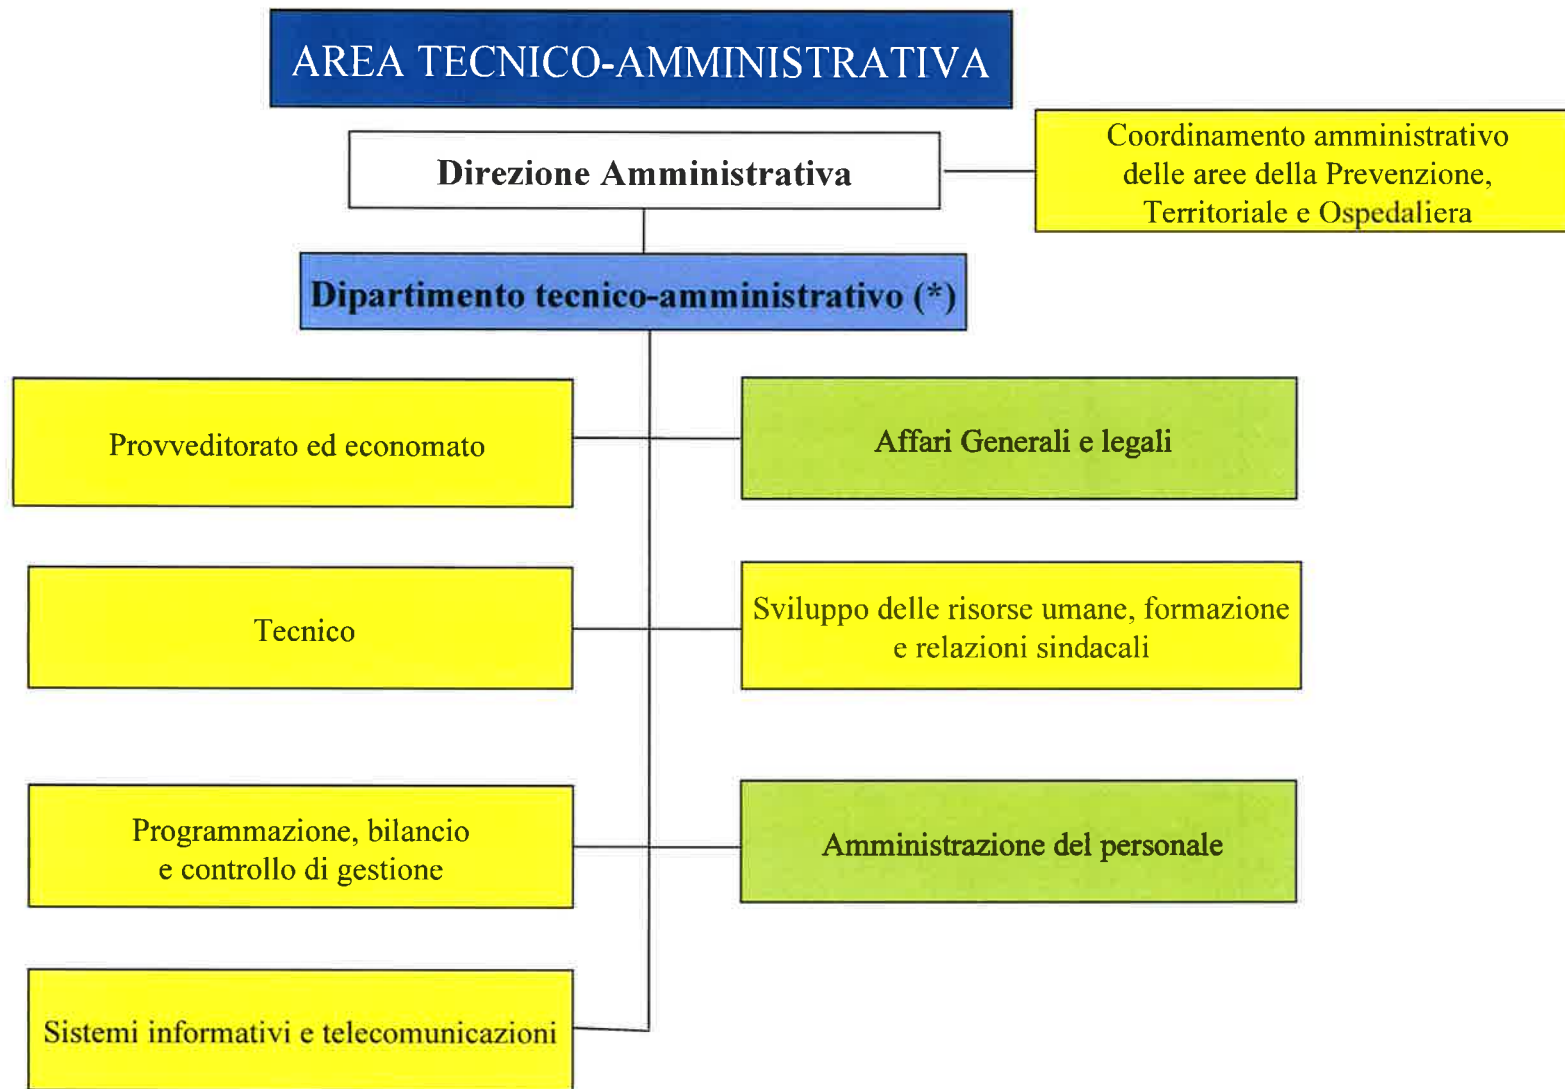 AREA TECNICO-AMMINISTRATIVA
Direzione Amministrativa
Coordinamento amministrativo
delle aree della Prevenzione,
Territoriale e Ospedaliera
Dipartimento tecnico-amministrativo (*)
Provveditorato ed economato
Affari Generali e legali
Tecnico
Sviluppo delle risorse umane, formazione
e relazioni sindacali
Programmazione, bilancio
e controllo di gestione
Amministrazione del personale
Sistemi informativi e telecomunicazioni